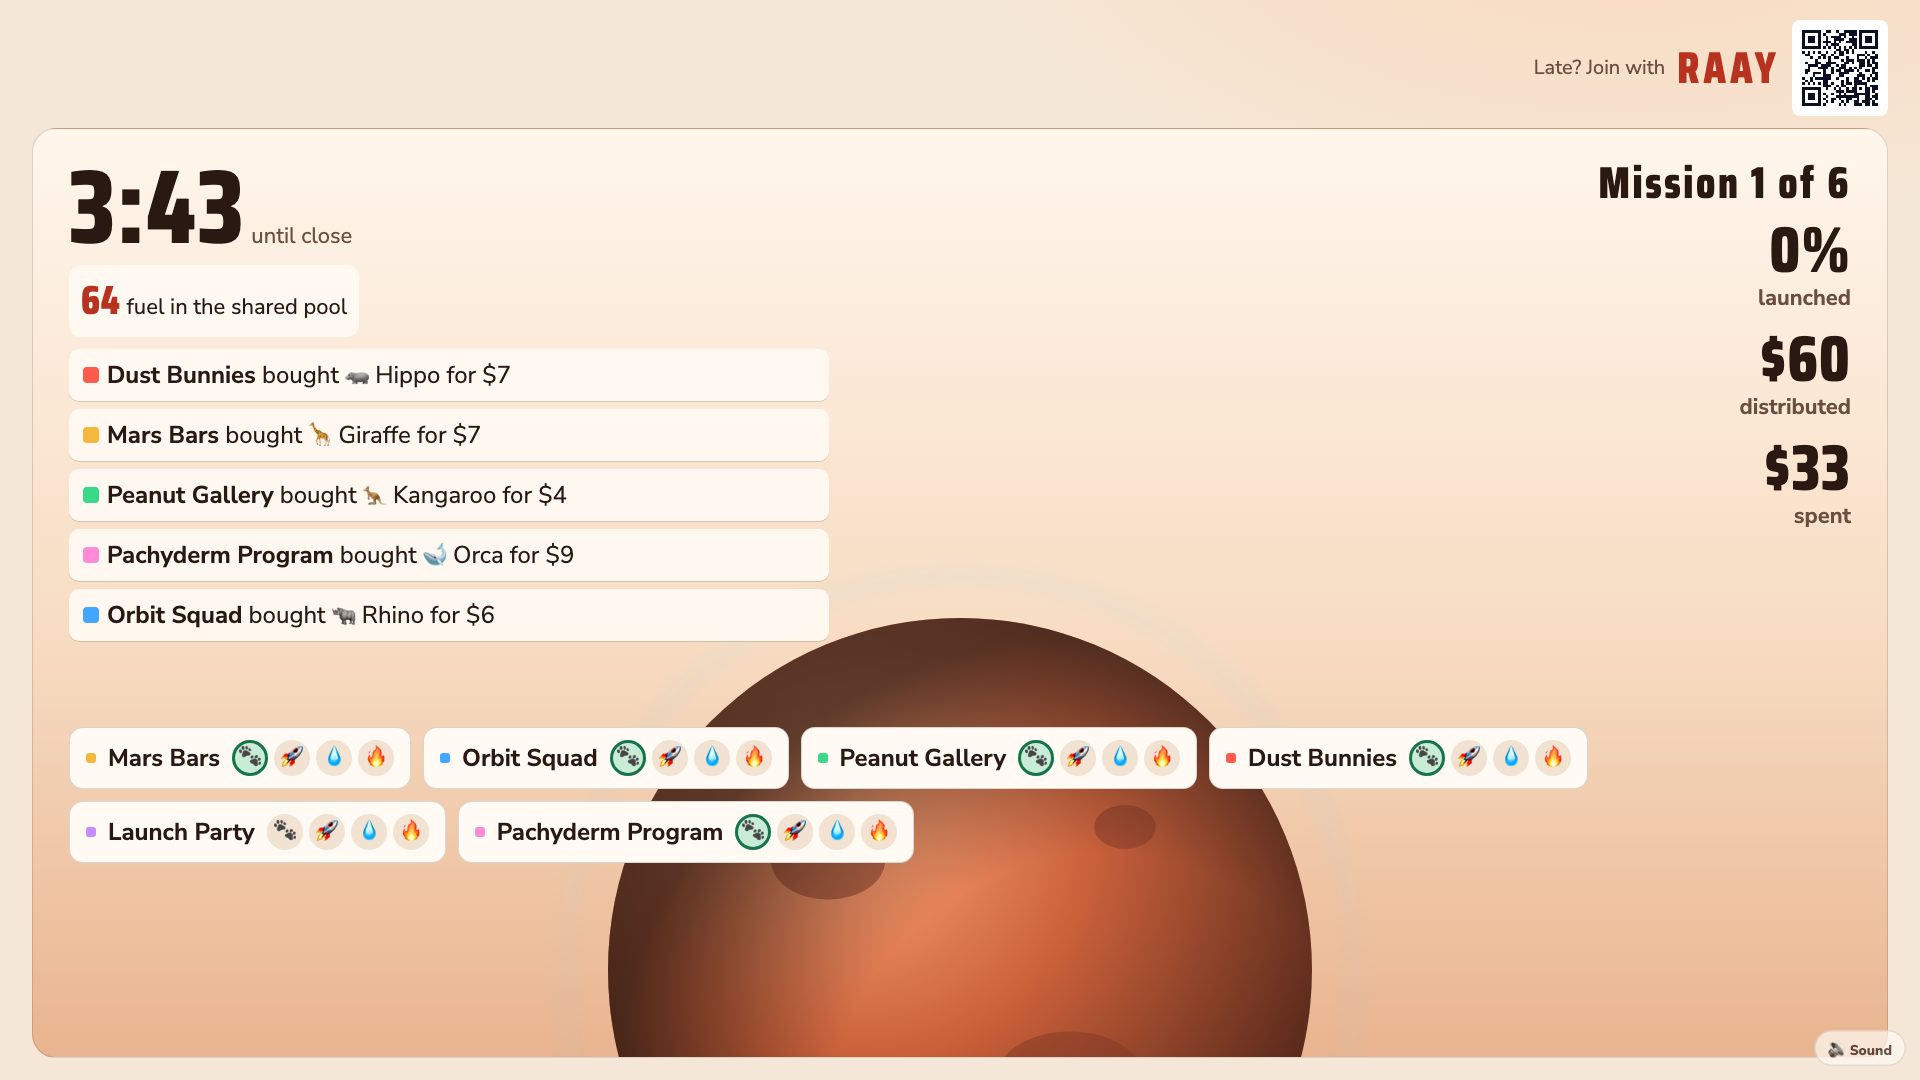 Late? Join with RAAY
3:43 until close
64 fuel in the shared pool
Dust Bunnies bought Hippo for $7
Mars Bars bought Giraffe for $7
Peanut Gallery bought Kangaroo for $4
Pachyderm Program bought Orca for $9
Orbit Squad bought Rhino for $6
Mission 1 of 6
0%
launched
$60
distributed
$33
spent
Mars Bars
Orbit Squad
Peanut Gallery
Dust Bunnies
Launch Party
Pachyderm Program
Sound